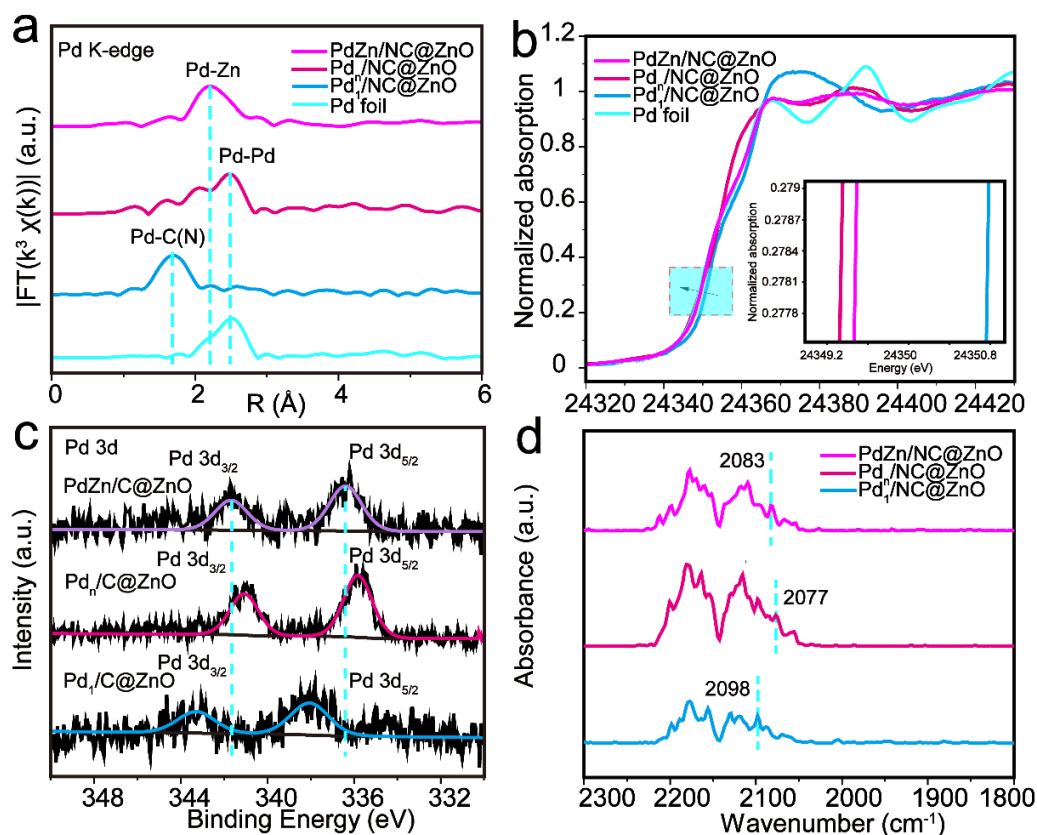 a
Pd K-edge
PdZn/NC@ZnO
Pdₙ/NC@ZnO
Pd₁/NC@ZnO
Pd foil
Pd-Zn
Pd-Pd
Pd-C(N)
|FT(k³ χ(k))| (a.u.)
0 1 2 3 4 5 6
R (Å)
b
PdZn/NC@ZnO
Pdₙ/NC@ZnO
Pd₁/NC@ZnO
Pd foil
Normalized absorption
1.2
1
0.8
0.6
0.4
0.2
0
24320 24340 24360 24380 24400 24420
Normalized absorption
0.279
0.2787
0.2784
0.2781
0.2778
24349.2 24350 24350.8
Energy (eV)
c
Pd 3d
PdZn/C@ZnO
Pd 3d₃/₂
Pd 3d₅/₂
Pdₙ/C@ZnO
Pd 3d₃/₂
Pd 3d₅/₂
Pd₁/C@ZnO
Pd 3d₃/₂
Pd 3d₅/₂
Intensity (a.u.)
348 344 340 336
Binding Energy (eV)
d
PdZn/NC@ZnO
Pdₙ/NC@ZnO
Pd₁/NC@ZnO
2083
2077
2098
Absorbance (a.u.)
2300 2200 2100 2000 1900 1800
Wavenumber (cm⁻¹)